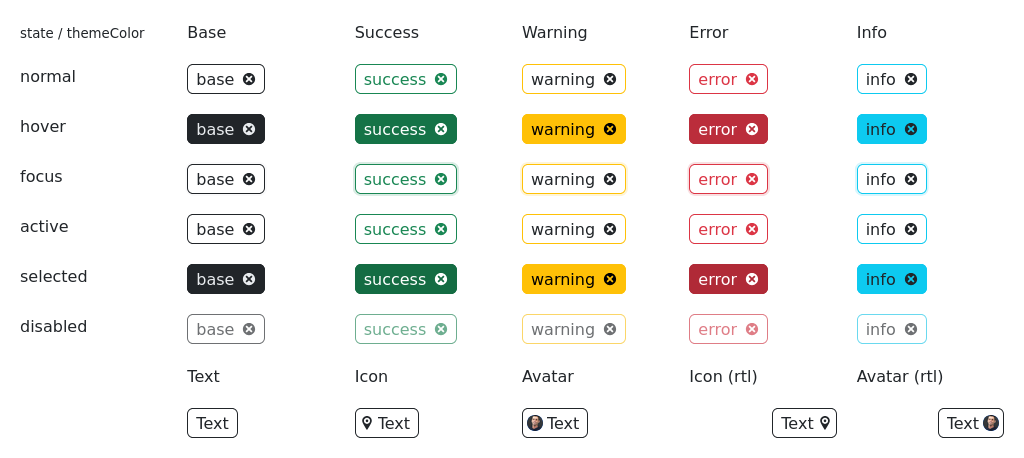 state / themeColor Base Success Warning Error Info
normal base success warning error info
hover base success warning error info
focus base success warning error info
active base success warning error info
selected base success warning error info
disabled base success warning error info
Text Icon Avatar Icon (rtl) Avatar (rtl)
Text Text Text Text Text